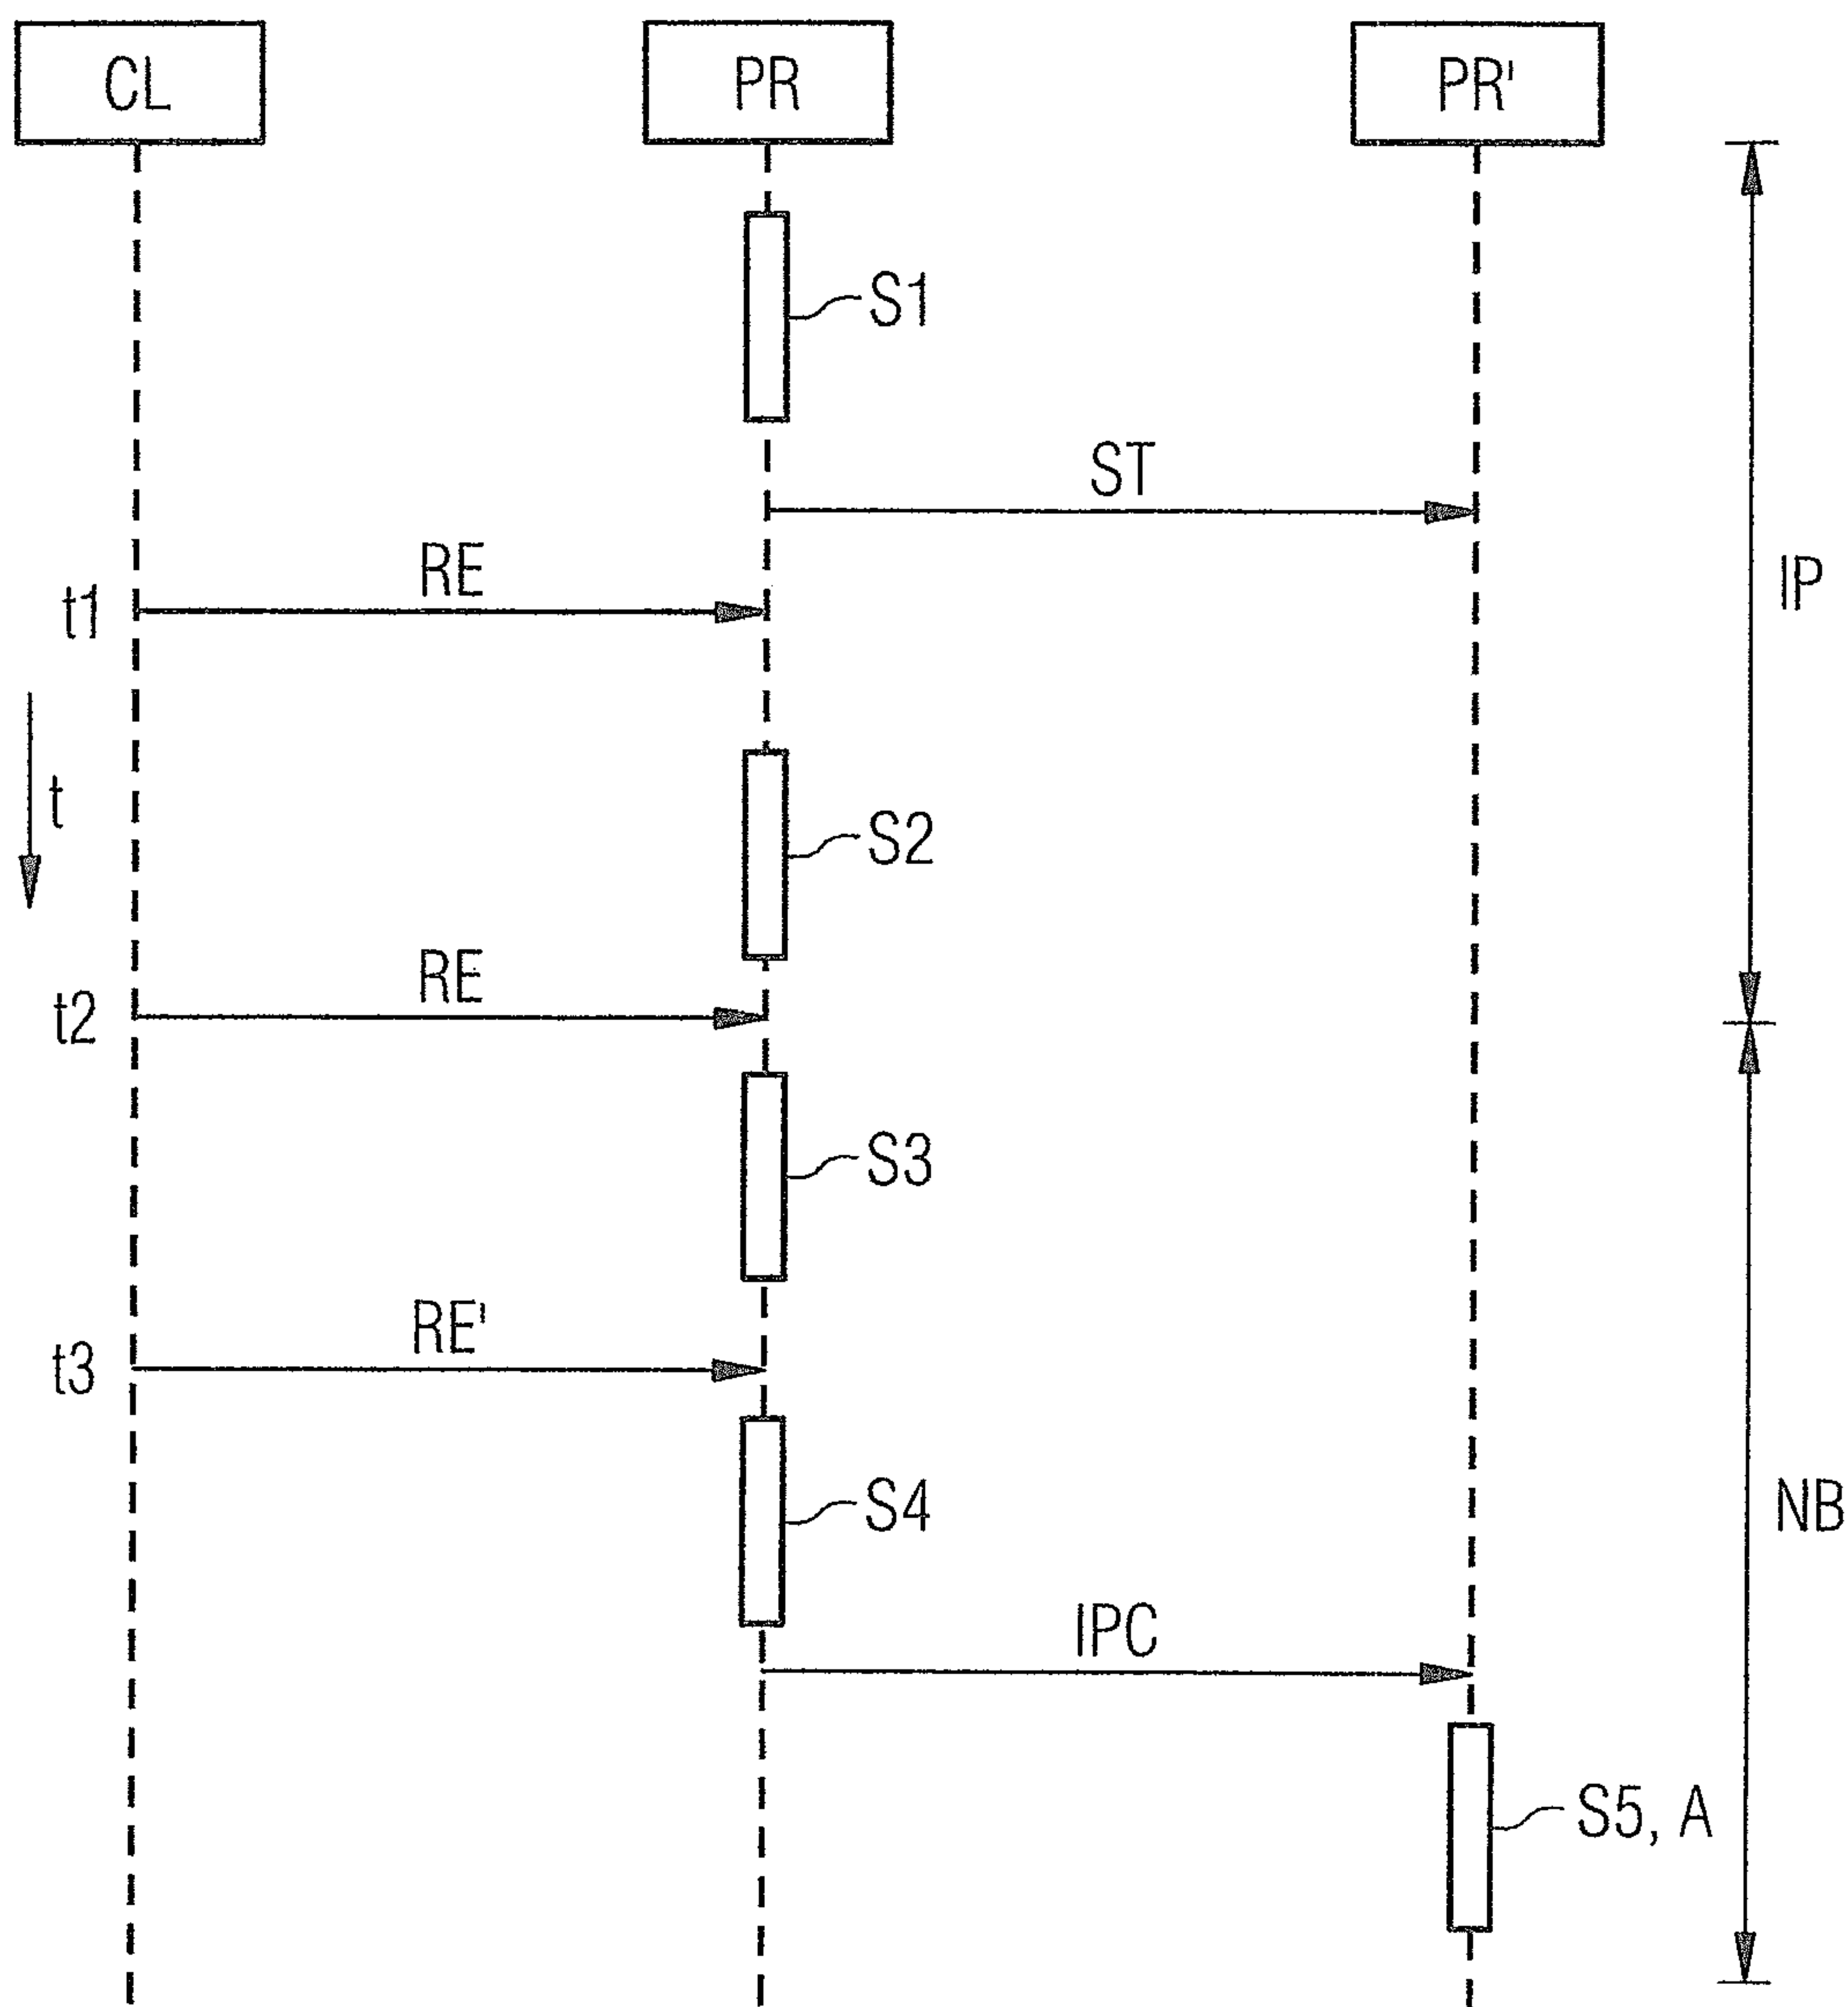 CL
PR
PR'
S1
ST
RE
t1
IP
t
S2
RE
t2
S3
RE'
t3
S4
NB
IPC
S5, A